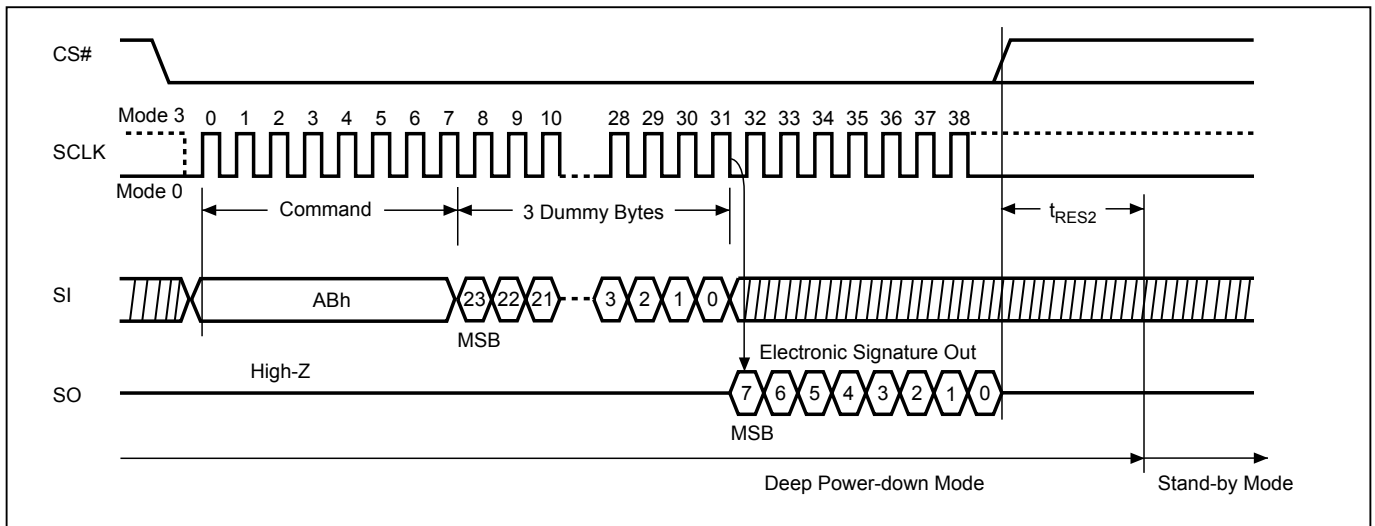 CS#
Mode 3 0 1 2 3 4 5 6 7 8 9 10 28 29 30 31 32 33 34 35 36 37 38
SCLK
Mode 0
Command 3 Dummy Bytes tRES2
SI ABh 23 22 21 3 2 1 0
MSB
High-Z Electronic Signature Out
SO 7 6 5 4 3 2 1 0
MSB
Deep Power-down Mode Stand-by Mode